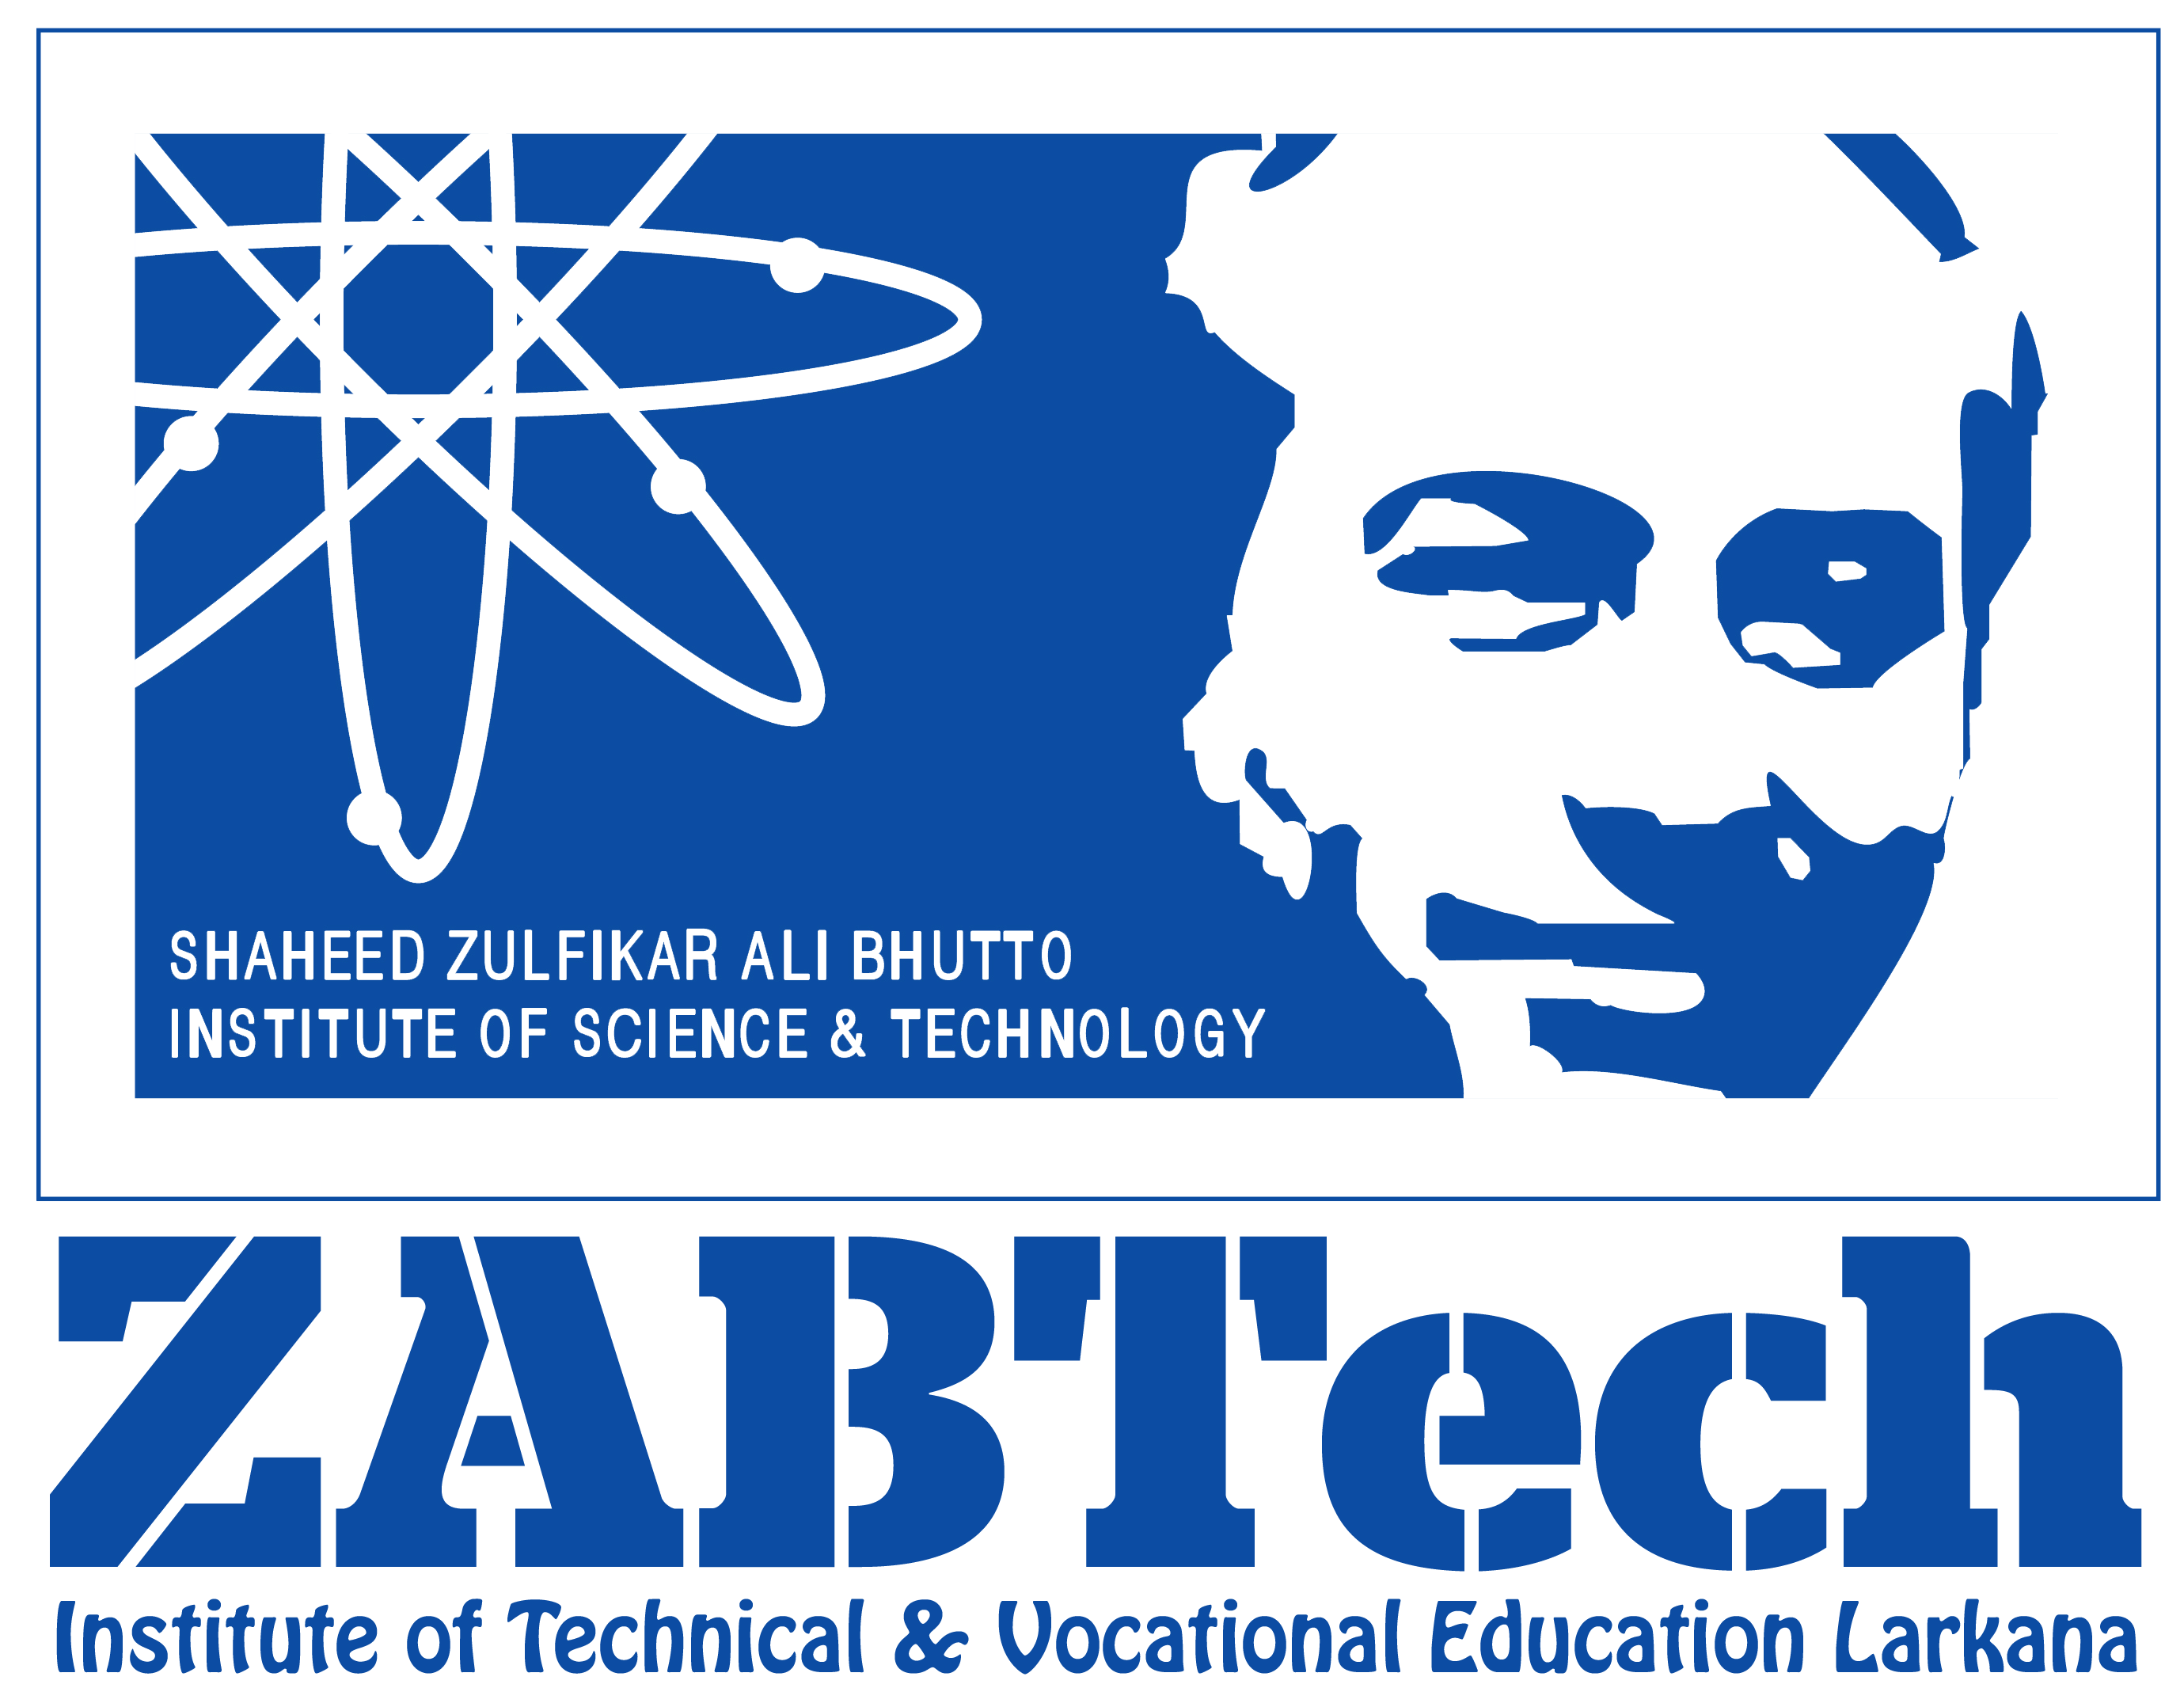 SHAHEED ZULFIKAR ALI BHUTTO
INSTITUTE OF SCIENCE & TECHNOLOGY
ZABTech
Institute of Technical & Vocational Education Larkana